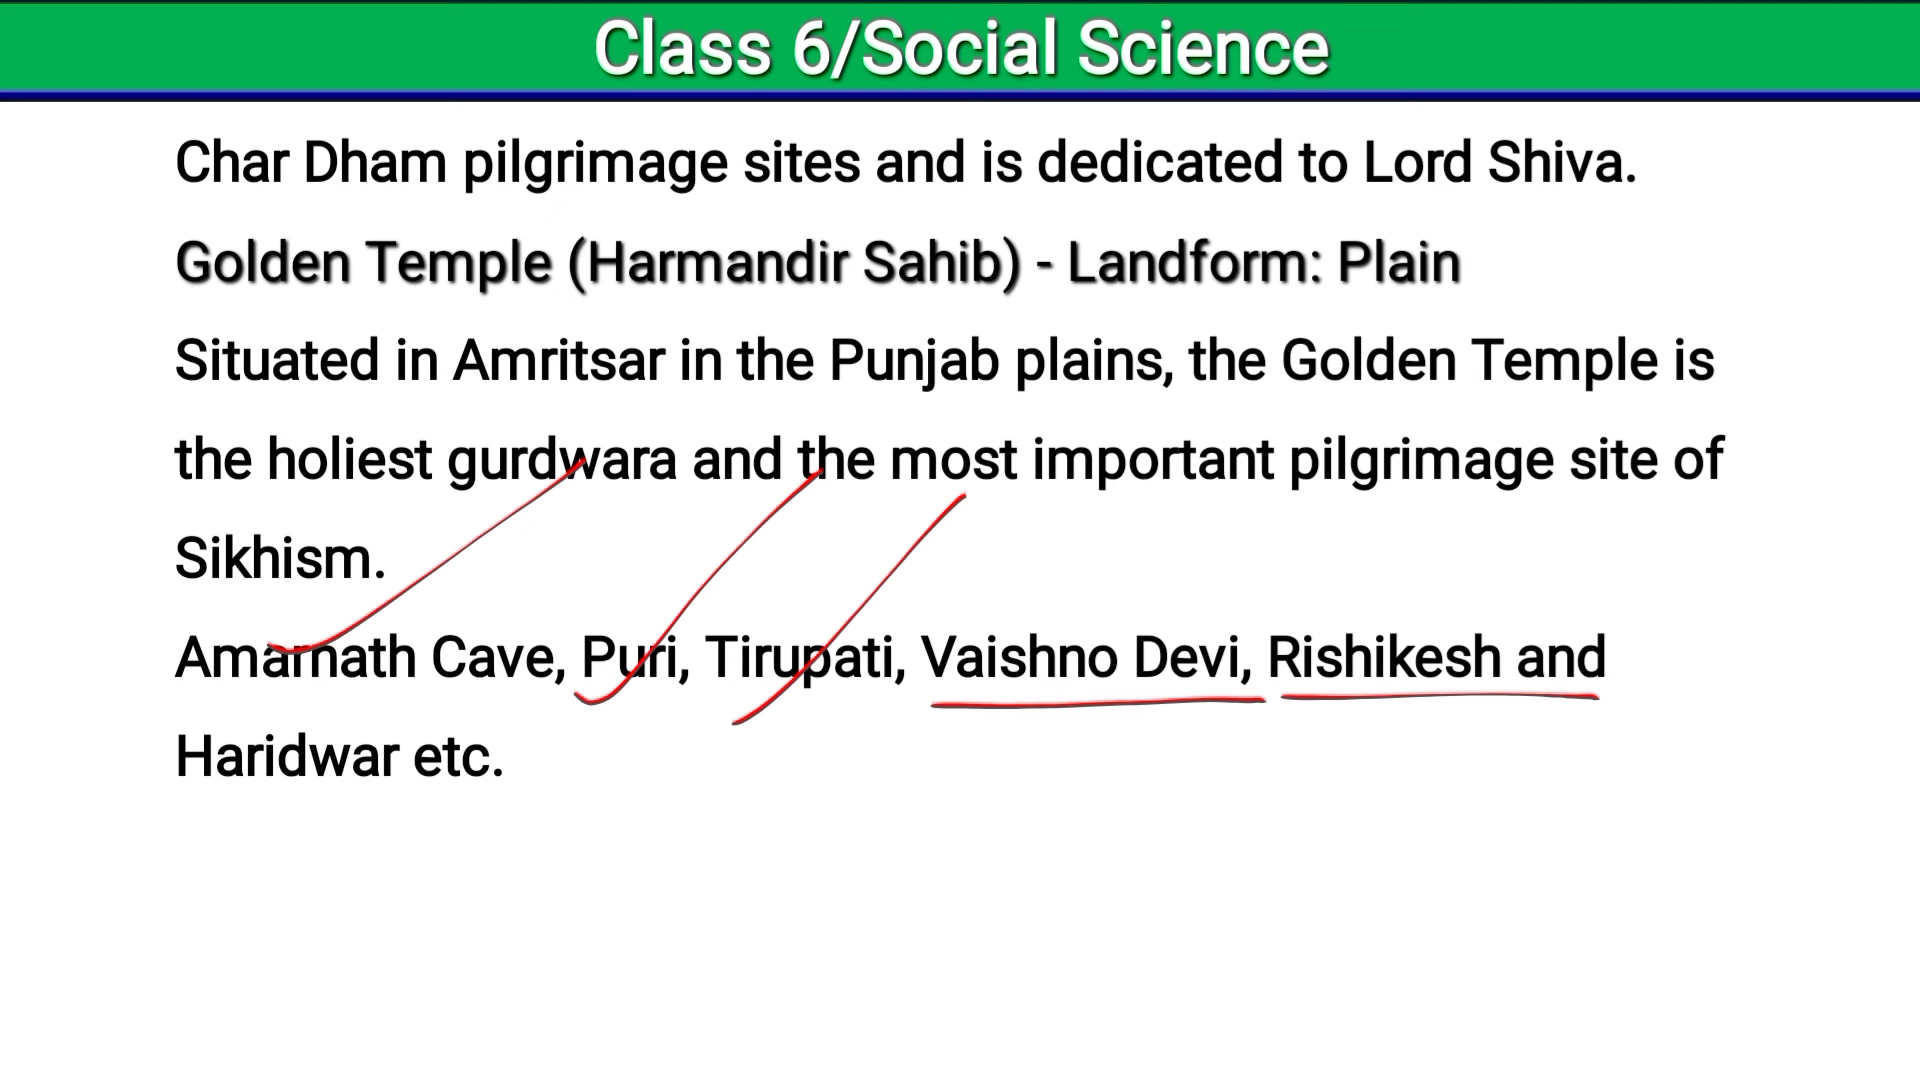 Class 6/Social Science
Char Dham pilgrimage sites and is dedicated to Lord Shiva.
Golden Temple (Harmandir Sahib) - Landform: Plain
Situated in Amritsar in the Punjab plains, the Golden Temple is
the holiest gurdwara and the most important pilgrimage site of
Sikhism.
Amarnath Cave, Puri, Tirupati, Vaishno Devi, Rishikesh and
Haridwar etc.